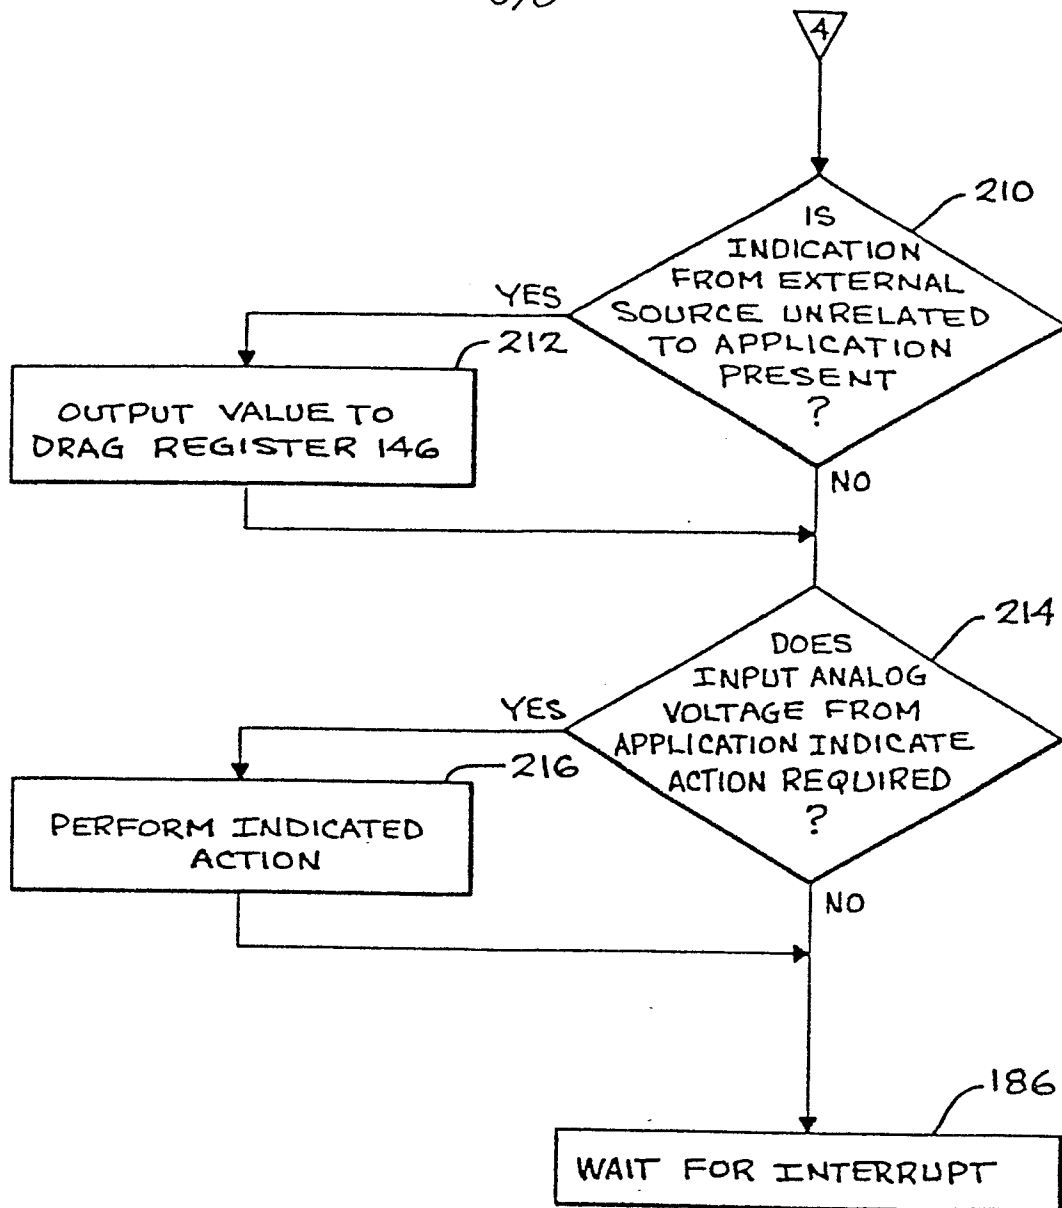 4
210
IS
INDICATION
FROM EXTERNAL
SOURCE UNRELATED
TO APPLICATION
PRESENT
?
YES
NO
212
OUTPUT VALUE TO
DRAG REGISTER 146
214
DOES
INPUT ANALOG
VOLTAGE FROM
APPLICATION INDICATE
ACTION REQUIRED
?
YES
NO
216
PERFORM INDICATED
ACTION
186
WAIT FOR INTERRUPT